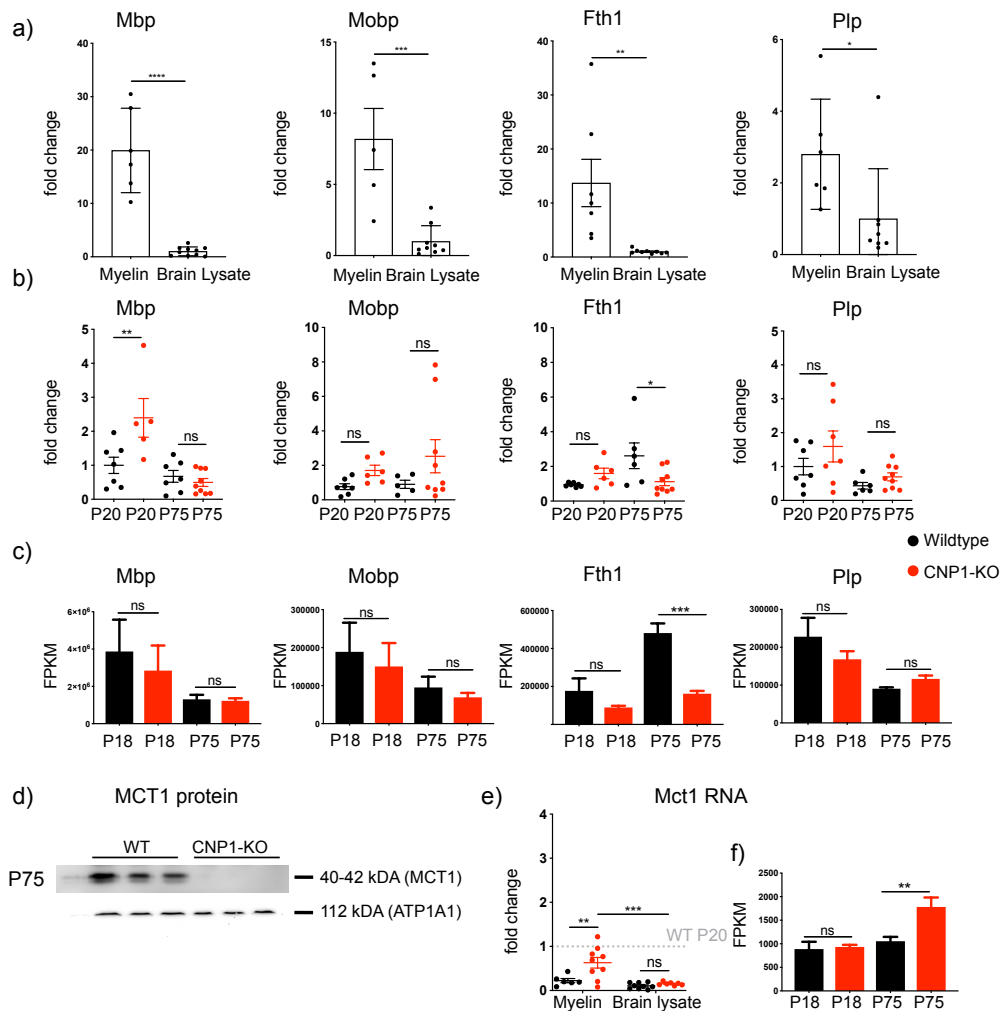 a)
Mbp
Mobp
Fth1
Plp
fold change
40
30
20
10
0
****
Myelin Brain Lysate
fold change
15
10
5
0
***
Myelin Brain Lysate
fold change
40
30
20
10
0
**
Myelin Brain Lysate
fold change
6
4
2
0
*
Myelin Brain Lysate
b)
Mbp
Mobp
Fth1
Plp
fold change
5
4
3
2
1
0
**
ns
P20 P20 P75 P75
fold change
10
8
6
4
2
0
ns
ns
P20 P20 P75 P75
fold change
10
8
6
4
2
0
ns
*
P20 P20 P75 P75
fold change
5
4
3
2
1
0
ns
ns
P20 P20 P75 P75
Wildtype
CNP1-KO
c)
Mbp
Mobp
Fth1
Plp
FPKM
6×10⁶
4×10⁶
2×10⁶
0
ns
ns
P18 P18 P75 P75
FPKM
300000
200000
100000
0
ns
ns
P18 P18 P75 P75
FPKM
600000
400000
200000
0
ns
***
P18 P18 P75 P75
FPKM
300000
200000
100000
0
ns
ns
P18 P18 P75 P75
d)
MCT1 protein
WT
CNP1-KO
P75
40-42 kDA (MCT1)
112 kDA (ATP1A1)
e)
Mct1 RNA
fold change
4
3
2
1
0
**
***
ns
WT P20
Myelin Brain lysate
f)
FPKM
2500
2000
1500
1000
500
0
ns
**
P18 P18 P75 P75